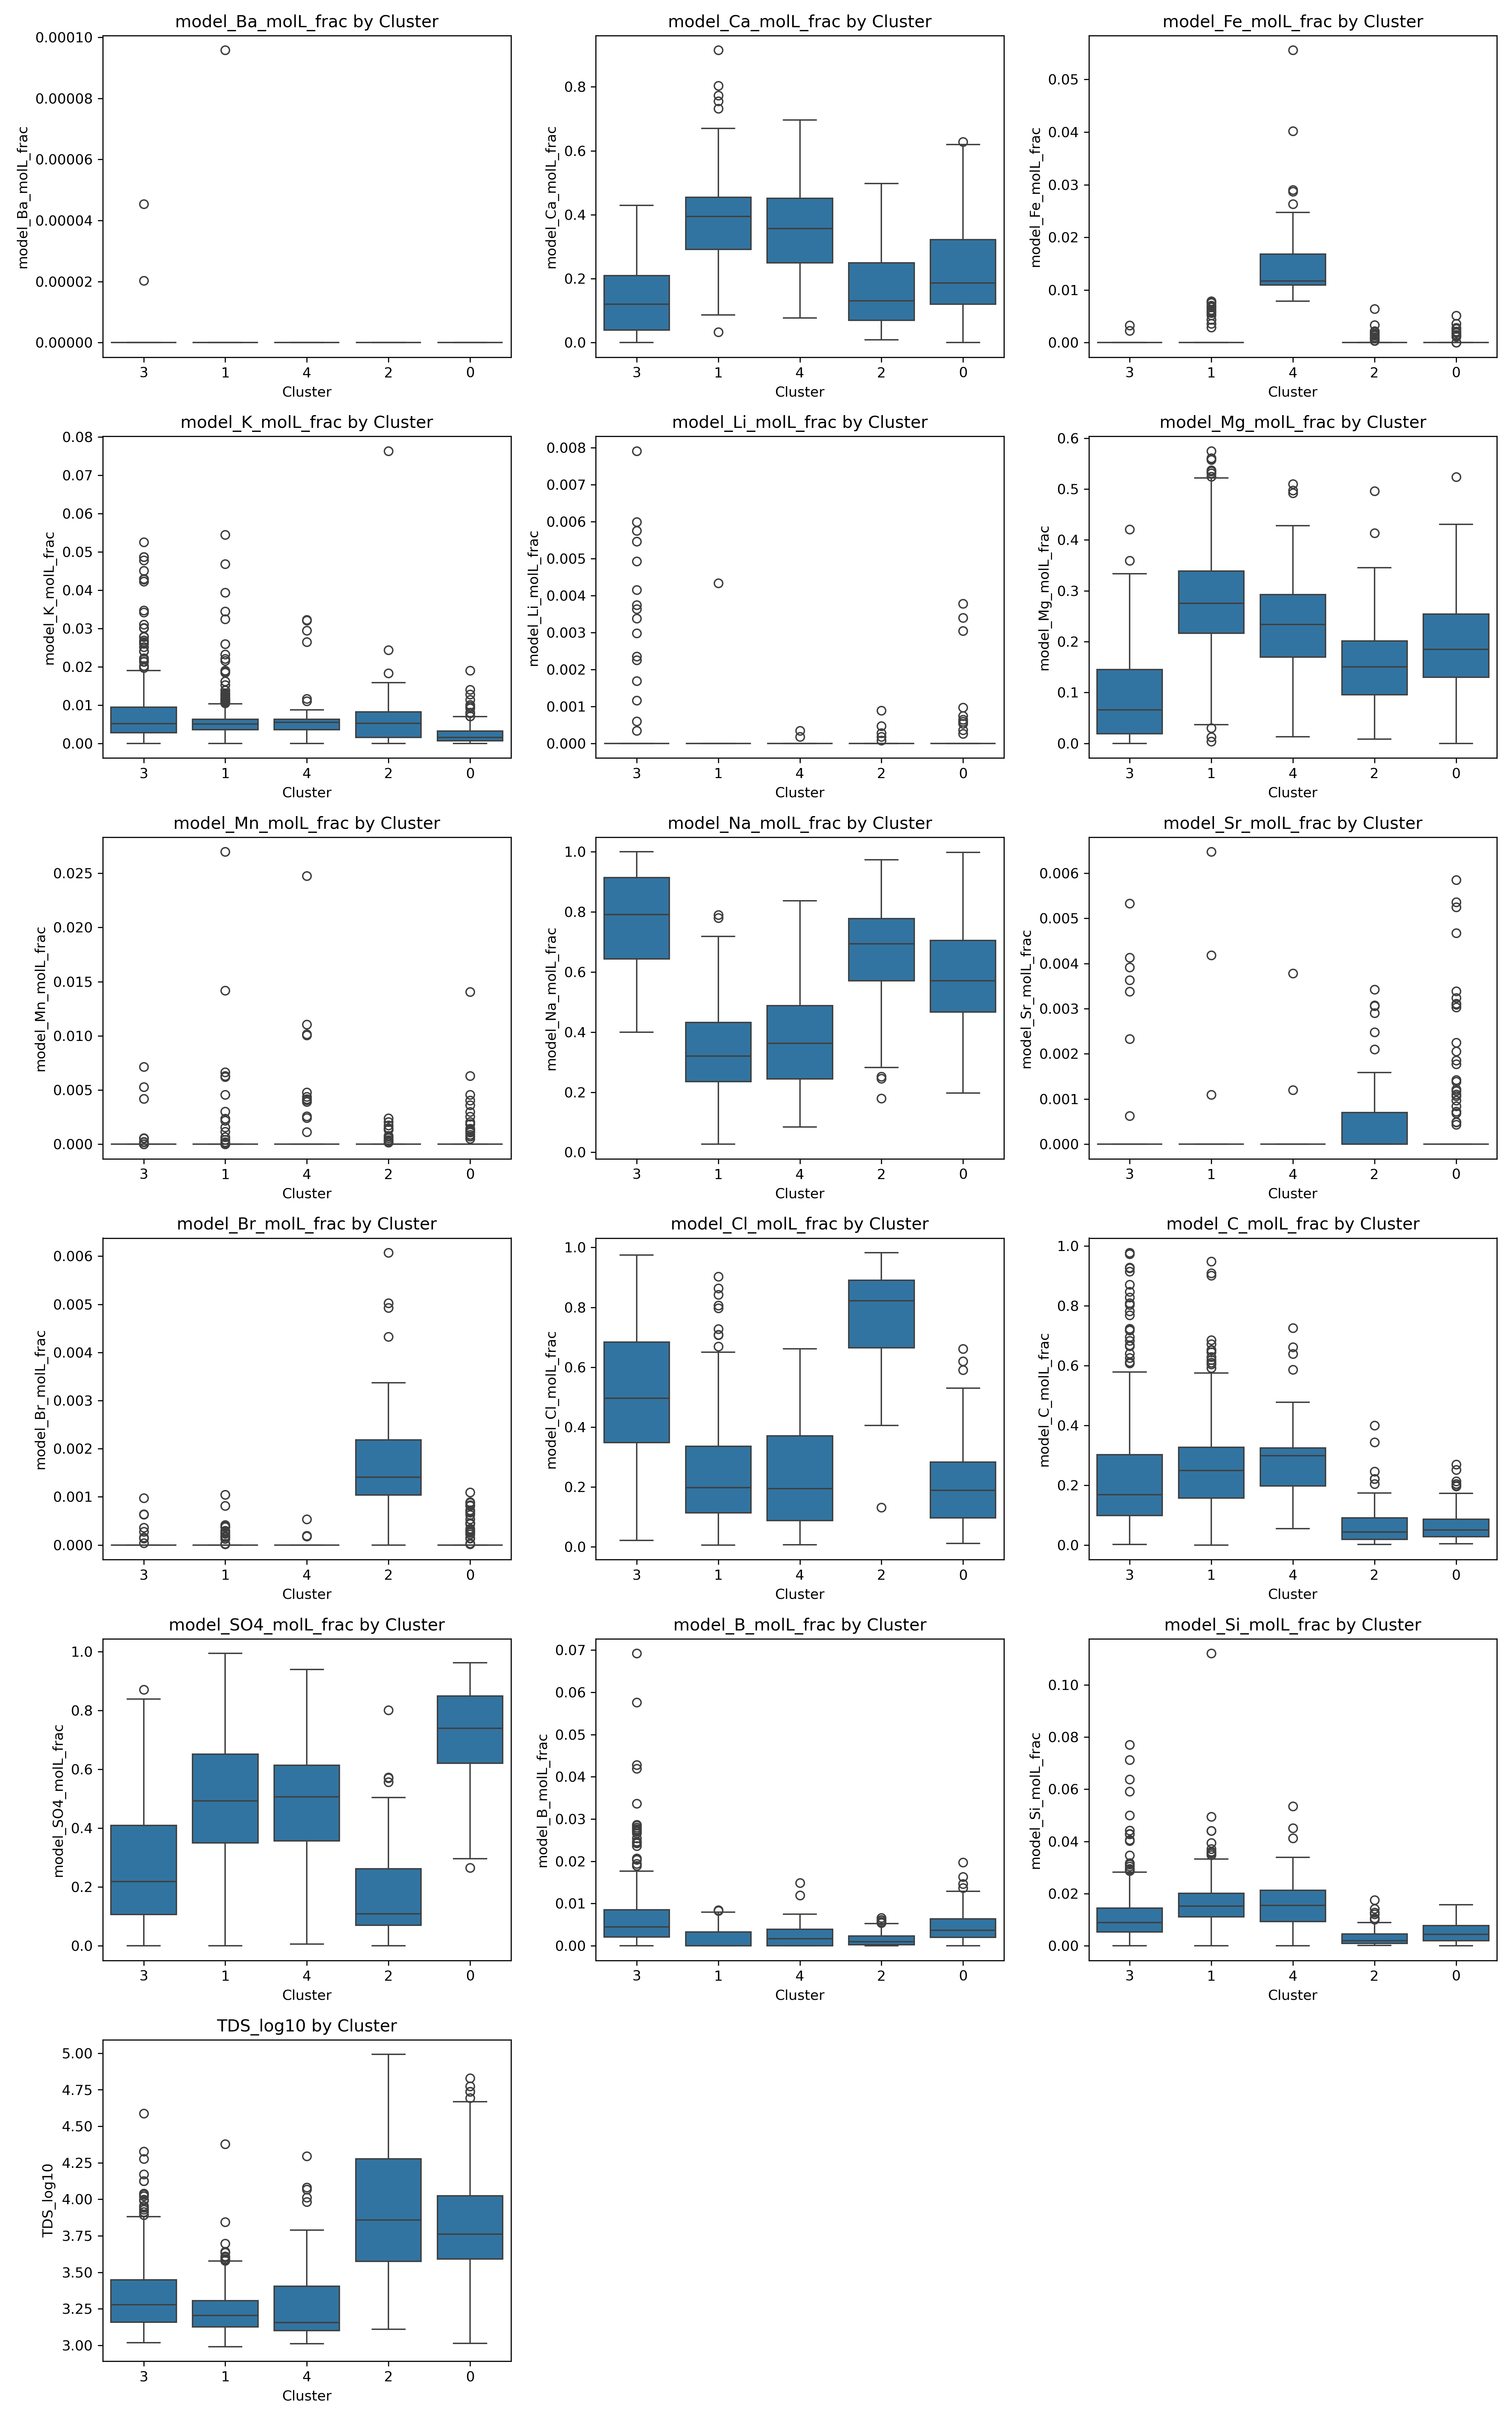 model_Ba_molL_frac by Cluster
model_Ba_molL_frac
0.00010
0.00008
0.00006
0.00004
0.00002
0.00000
3 1 4 2 0
Cluster
model_Ca_molL_frac by Cluster
model_Ca_molL_frac
0.8
0.6
0.4
0.2
0.0
3 1 4 2 0
Cluster
model_Fe_molL_frac by Cluster
model_Fe_molL_frac
0.05
0.04
0.03
0.02
0.01
0.00
3 1 4 2 0
Cluster
model_K_molL_frac by Cluster
model_K_molL_frac
0.08
0.07
0.06
0.05
0.04
0.03
0.02
0.01
0.00
3 1 4 2 0
Cluster
model_Li_molL_frac by Cluster
model_Li_molL_frac
0.008
0.007
0.006
0.005
0.004
0.003
0.002
0.001
0.000
3 1 4 2 0
Cluster
model_Mg_molL_frac by Cluster
model_Mg_molL_frac
0.6
0.5
0.4
0.3
0.2
0.1
0.0
3 1 4 2 0
Cluster
model_Mn_molL_frac by Cluster
model_Mn_molL_frac
0.025
0.020
0.015
0.010
0.005
0.000
3 1 4 2 0
Cluster
model_Na_molL_frac by Cluster
model_Na_molL_frac
1.0
0.8
0.6
0.4
0.2
0.0
3 1 4 2 0
Cluster
model_Sr_molL_frac by Cluster
model_Sr_molL_frac
0.006
0.005
0.004
0.003
0.002
0.001
0.000
3 1 4 2 0
Cluster
model_Br_molL_frac by Cluster
model_Br_molL_frac
0.006
0.005
0.004
0.003
0.002
0.001
0.000
3 1 4 2 0
Cluster
model_Cl_molL_frac by Cluster
model_Cl_molL_frac
1.0
0.8
0.6
0.4
0.2
0.0
3 1 4 2 0
Cluster
model_C_molL_frac by Cluster
model_C_molL_frac
1.0
0.8
0.6
0.4
0.2
0.0
3 1 4 2 0
Cluster
model_SO4_molL_frac by Cluster
model_SO4_molL_frac
1.0
0.8
0.6
0.4
0.2
0.0
3 1 4 2 0
Cluster
model_B_molL_frac by Cluster
model_B_molL_frac
0.07
0.06
0.05
0.04
0.03
0.02
0.01
0.00
3 1 4 2 0
Cluster
model_Si_molL_frac by Cluster
model_Si_molL_frac
0.10
0.08
0.06
0.04
0.02
0.00
3 1 4 2 0
Cluster
TDS_log10 by Cluster
TDS_log10
5.00
4.75
4.50
4.25
4.00
3.75
3.50
3.25
3.00
3 1 4 2 0
Cluster